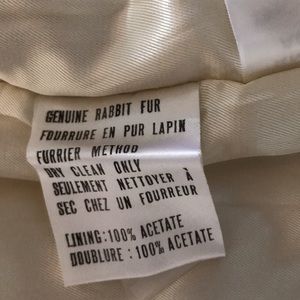 GENUINE RABBIT FUR
FOURRURE EN PUR LAPIN
FURRIER METHOD
DRY CLEAN ONLY
SEULEMENT NETTOYER À
SEC CHEZ UN FOURREUR
LINING:100% ACETATE
DOUBLURE :100% ACETATE